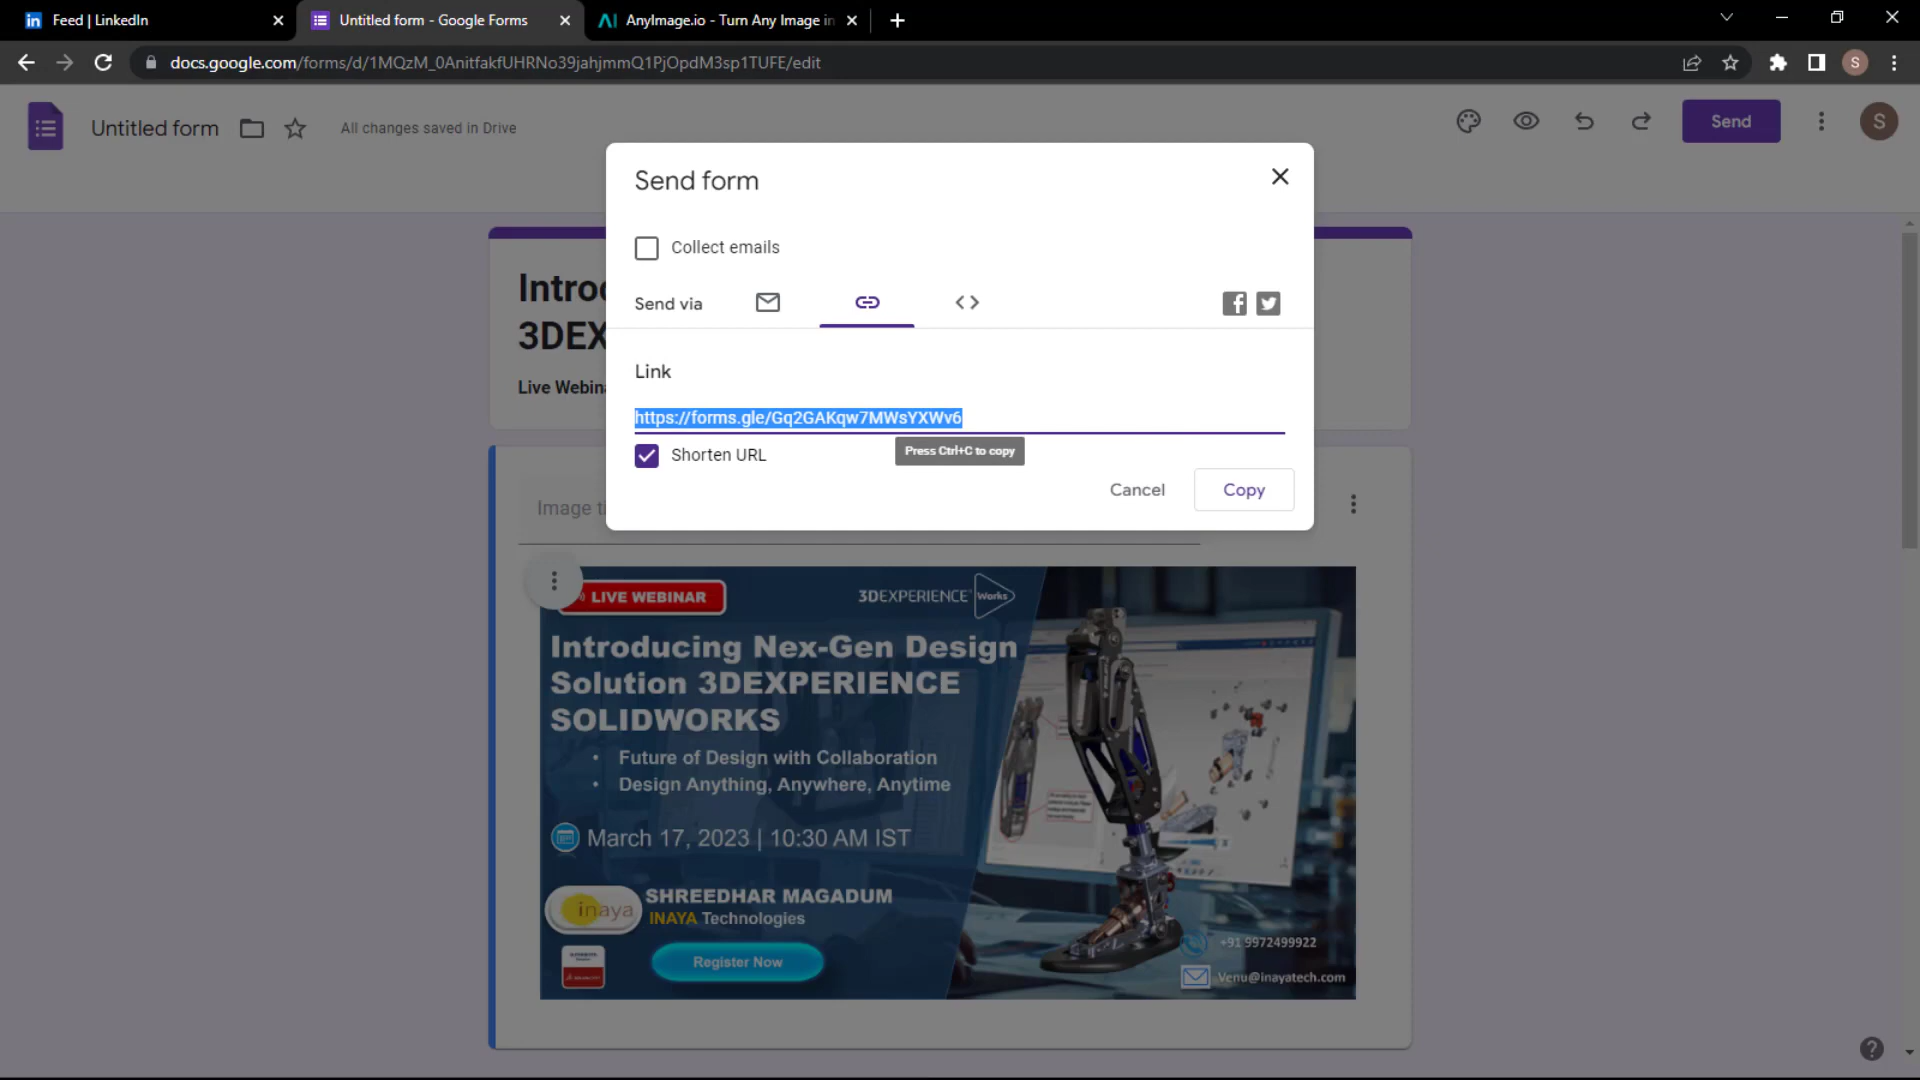 Feed | LinkedIn
Untitled form - Google Forms
AnyImage.io - Turn Any Image in
docs.google.com/forms/d/1MQzM_0AnitfakfUHRNo39jahjmmQ1PjOpdM3sp1TUFE/edit
S
Untitled form
All changes saved in Drive
Send
S
Send form
Collect emails
Send via
Link
https://forms.gle/Gq2GAKqw7MWsYXWv6
Press Ctrl+C to copy
Shorten URL
Cancel
Copy
Introd
3DEX
Live Webina
Image ti
LIVE WEBINAR
3DEXPERIENCE Works
Introducing Nex-Gen Design
Solution 3DEXPERIENCE
SOLIDWORKS
• Future of Design with Collaboration
• Design Anything, Anywhere, Anytime
March 17, 2023 | 10:30 AM IST
inaya
SHREEDHAR MAGADUM
INAYA Technologies
Register Now
+91 9972499922
Venu@inayatech.com